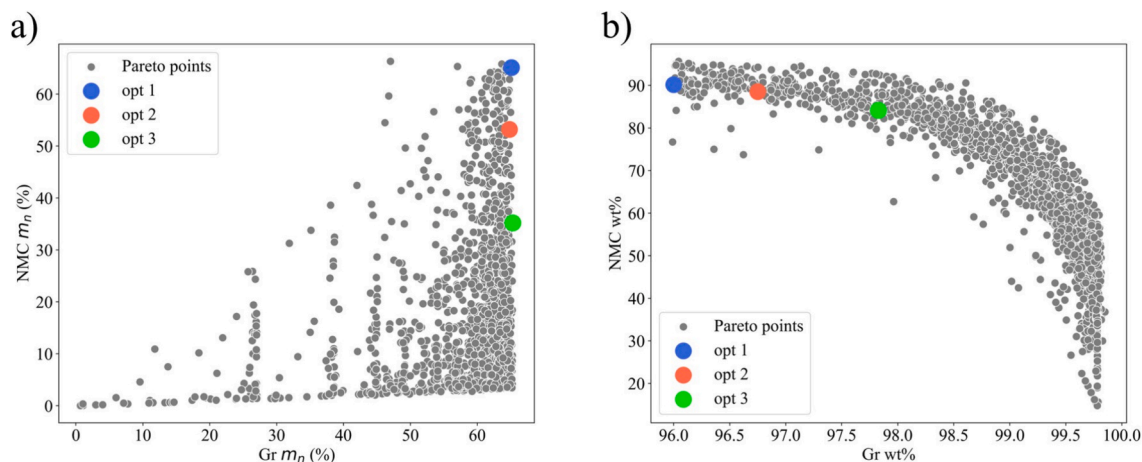 a)
NMC mₙ (%)
60
50
40
30
20
10
0
Pareto points
opt 1
opt 2
opt 3
0 10 20 30 40 50 60
Gr mₙ (%)
b)
NMC wt%
90
80
70
60
50
40
30
20
Pareto points
opt 1
opt 2
opt 3
96.0 96.5 97.0 97.5 98.0 98.5 99.0 99.5 100.0
Gr wt%